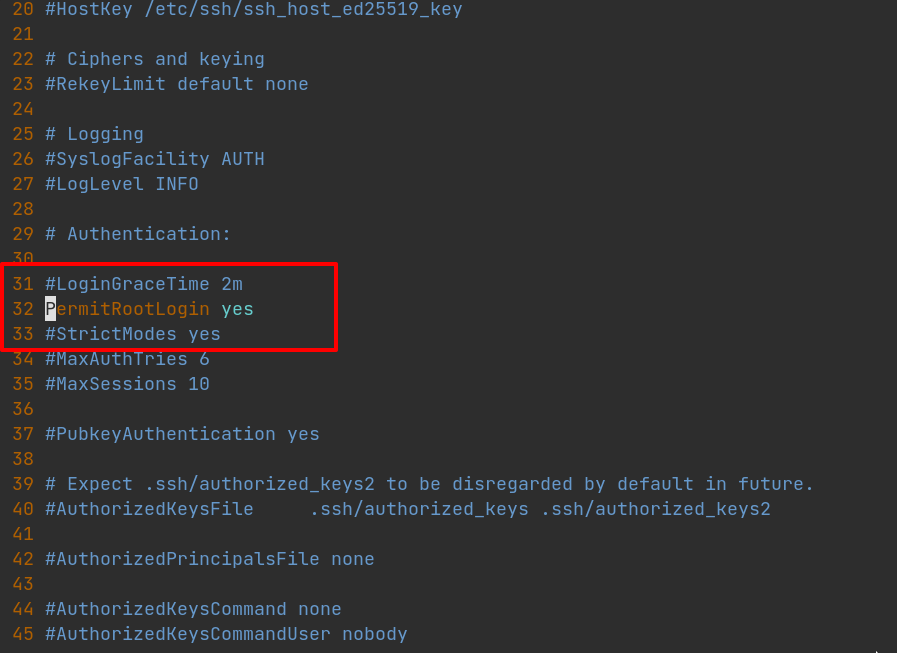 20 #HostKey /etc/ssh/ssh_host_ed25519_key
21
22 # Ciphers and keying
23 #RekeyLimit default none
24
25 # Logging
26 #SyslogFacility AUTH
27 #LogLevel INFO
28
29 # Authentication:
30
31 #LoginGraceTime 2m
32 PermitRootLogin yes
33 #StrictModes yes
34 #MaxAuthTries 6
35 #MaxSessions 10
36
37 #PubkeyAuthentication yes
38
39 # Expect .ssh/authorized_keys2 to be disregarded by default in future.
40 #AuthorizedKeysFile     .ssh/authorized_keys .ssh/authorized_keys2
41
42 #AuthorizedPrincipalsFile none
43
44 #AuthorizedKeysCommand none
45 #AuthorizedKeysCommandUser nobody